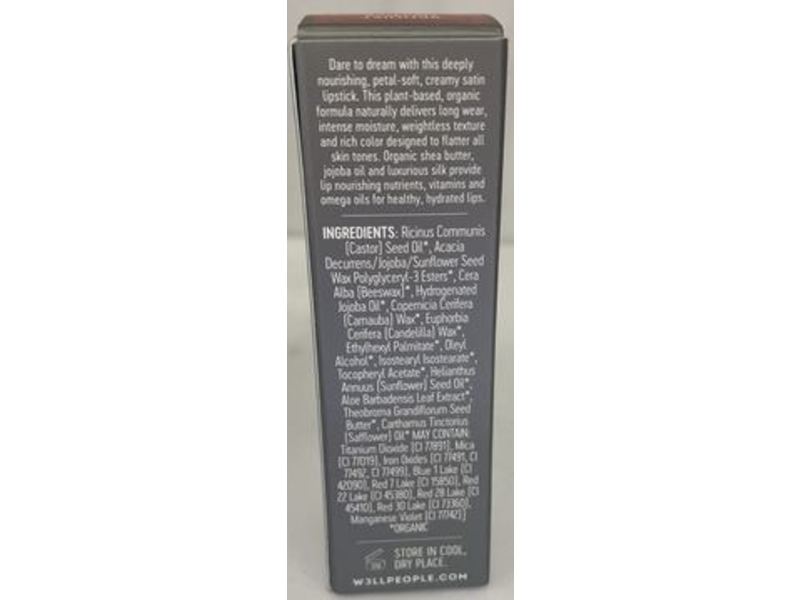 Dare to dream with this deeply
nourishing, petal-soft, creamy satin
lipstick. This plant-based, organic
formula naturally delivers long wear,
intense moisture, weightless texture
and rich color designed to flatter all
skin tones. Organic shea butter,
jojoba oil and luxurious silk provide
lip nourishing nutrients, vitamins and
omega oils for healthy, hydrated lips.
INGREDIENTS: Ricinus Communis
(Castor) Seed Oil*, Acacia
Decurrens/Jojoba/Sunflower Seed
Wax Polyglyceryl-3 Esters*, Cera
Alba (Beeswax)*, Hydrogenated
Jojoba Oil*, Copernicia Cerifera
(Carnauba) Wax*, Euphorbia
Cerifera (Candelilla) Wax*,
Ethylhexyl Palmitate*, Oleyl
Alcohol*, Isostearyl Isostearate*,
Tocopheryl Acetate*, Helianthus
Annuus (Sunflower) Seed Oil*,
Aloe Barbadensis Leaf Extract*,
Theobroma Grandiflorum Seed
Butter*, Carthamus Tinctorius
(Safflower) Oil* MAY CONTAIN:
Titanium Dioxide (CI 77891), Mica
(CI 77019), Iron Oxides (CI 77491, CI
77492, CI 77499), Blue 1 Lake (CI
42090), Red 7 Lake (CI 15850), Red
22 Lake (CI 45380), Red 28 Lake (CI
45410), Red 30 Lake (CI 73360),
Manganese Violet (CI 77742)]
*ORGANIC
STORE IN COOL,
DRY PLACE.
W3LLPEOPLE.COM